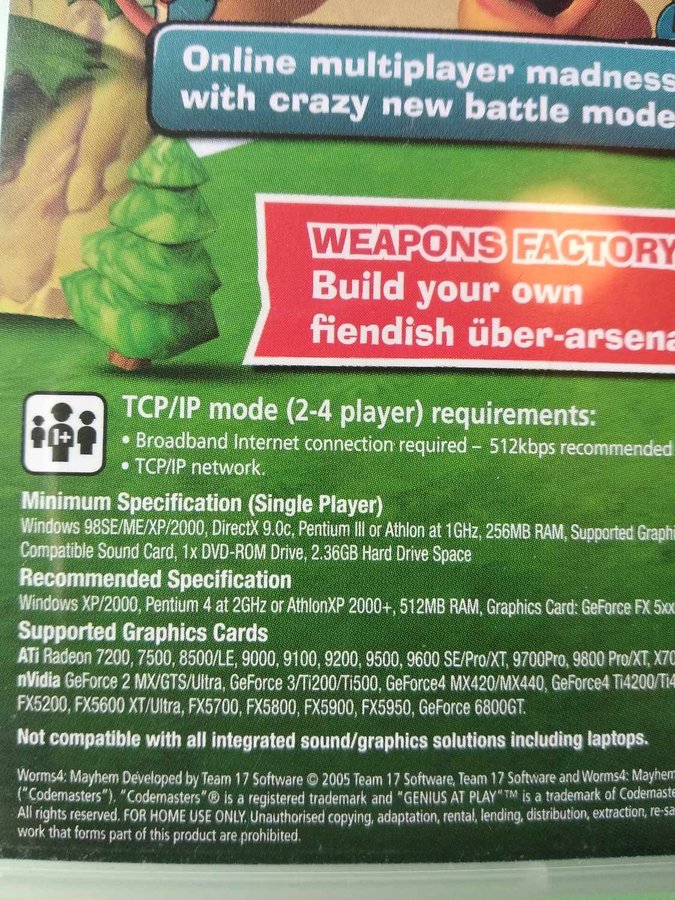 Online multiplayer madness
with crazy new battle mode
WEAPONS FACTORY
Build your own
fiendish über-arsena
1+
TCP/IP mode (2-4 player) requirements:
• Broadband Internet connection required – 512kbps recommended
• TCP/IP network.
Minimum Specification (Single Player)
Windows 98SE/ME/XP/2000, DirectX 9.0c, Pentium III or Athlon at 1GHz, 256MB RAM, Supported Graphi
Compatible Sound Card, 1x DVD-ROM Drive, 2.36GB Hard Drive Space
Recommended Specification
Windows XP/2000, Pentium 4 at 2GHz or AthlonXP 2000+, 512MB RAM, Graphics Card: GeForce FX 5xx
Supported Graphics Cards
ATi Radeon 7200, 7500, 8500/LE, 9000, 9100, 9200, 9500, 9600 SE/Pro/XT, 9700Pro, 9800 Pro/XT, X70
nVidia GeForce 2 MX/GTS/Ultra, GeForce 3/Ti200/Ti500, GeForce4 MX420/MX440, GeForce4 Ti4200/Ti4
FX5200, FX5600 XT/Ultra, FX5700, FX5800, FX5900, FX5950, GeForce 6800GT.
Not compatible with all integrated sound/graphics solutions including laptops.
Worms4: Mayhem Developed by Team 17 Software © 2005 Team 17 Software, Team 17 Software and Worms4: Mayhem
("Codemasters"). "Codemasters"® is a registered trademark and "GENIUS AT PLAY"™ is a trademark of Codemaste
All rights reserved. FOR HOME USE ONLY. Unauthorised copying, adaptation, rental, lending, distribution, extraction, re-sa
work that forms part of this product are prohibited.